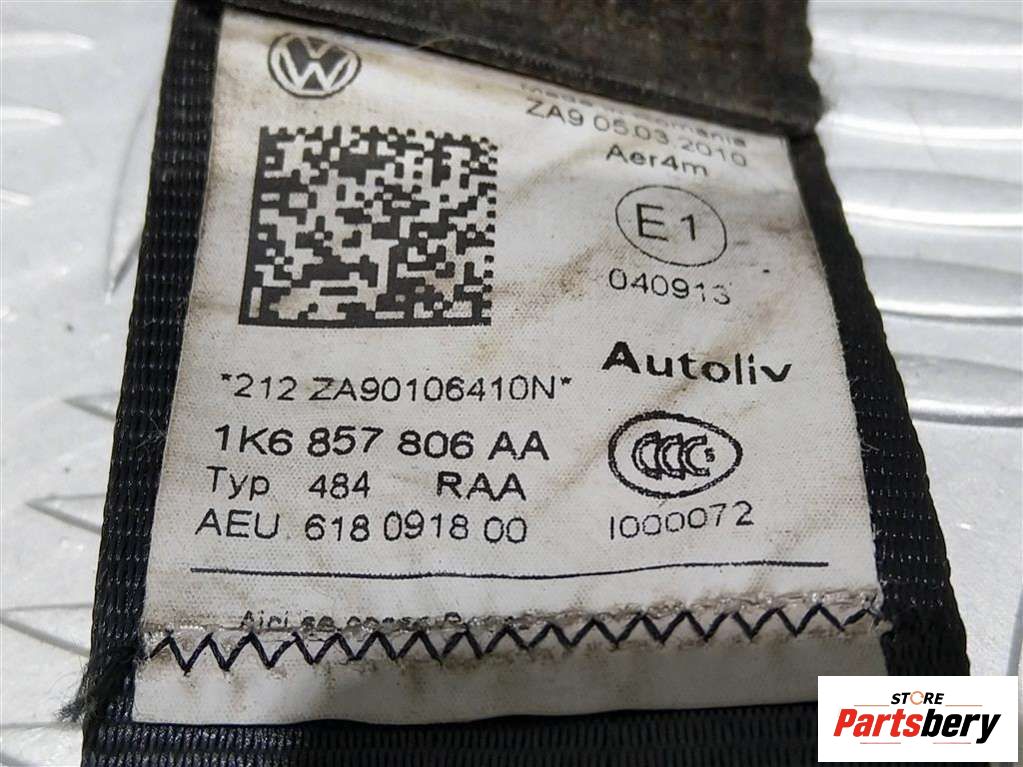 ZA9 05.03.2010
Aer4m
E1
040913
Autoliv
*212 ZA90106410N*
1K6 857 806 AA
Typ 484 RAA
AEU 618 0918 00
CCC S
I000072
STORE
Partsbery